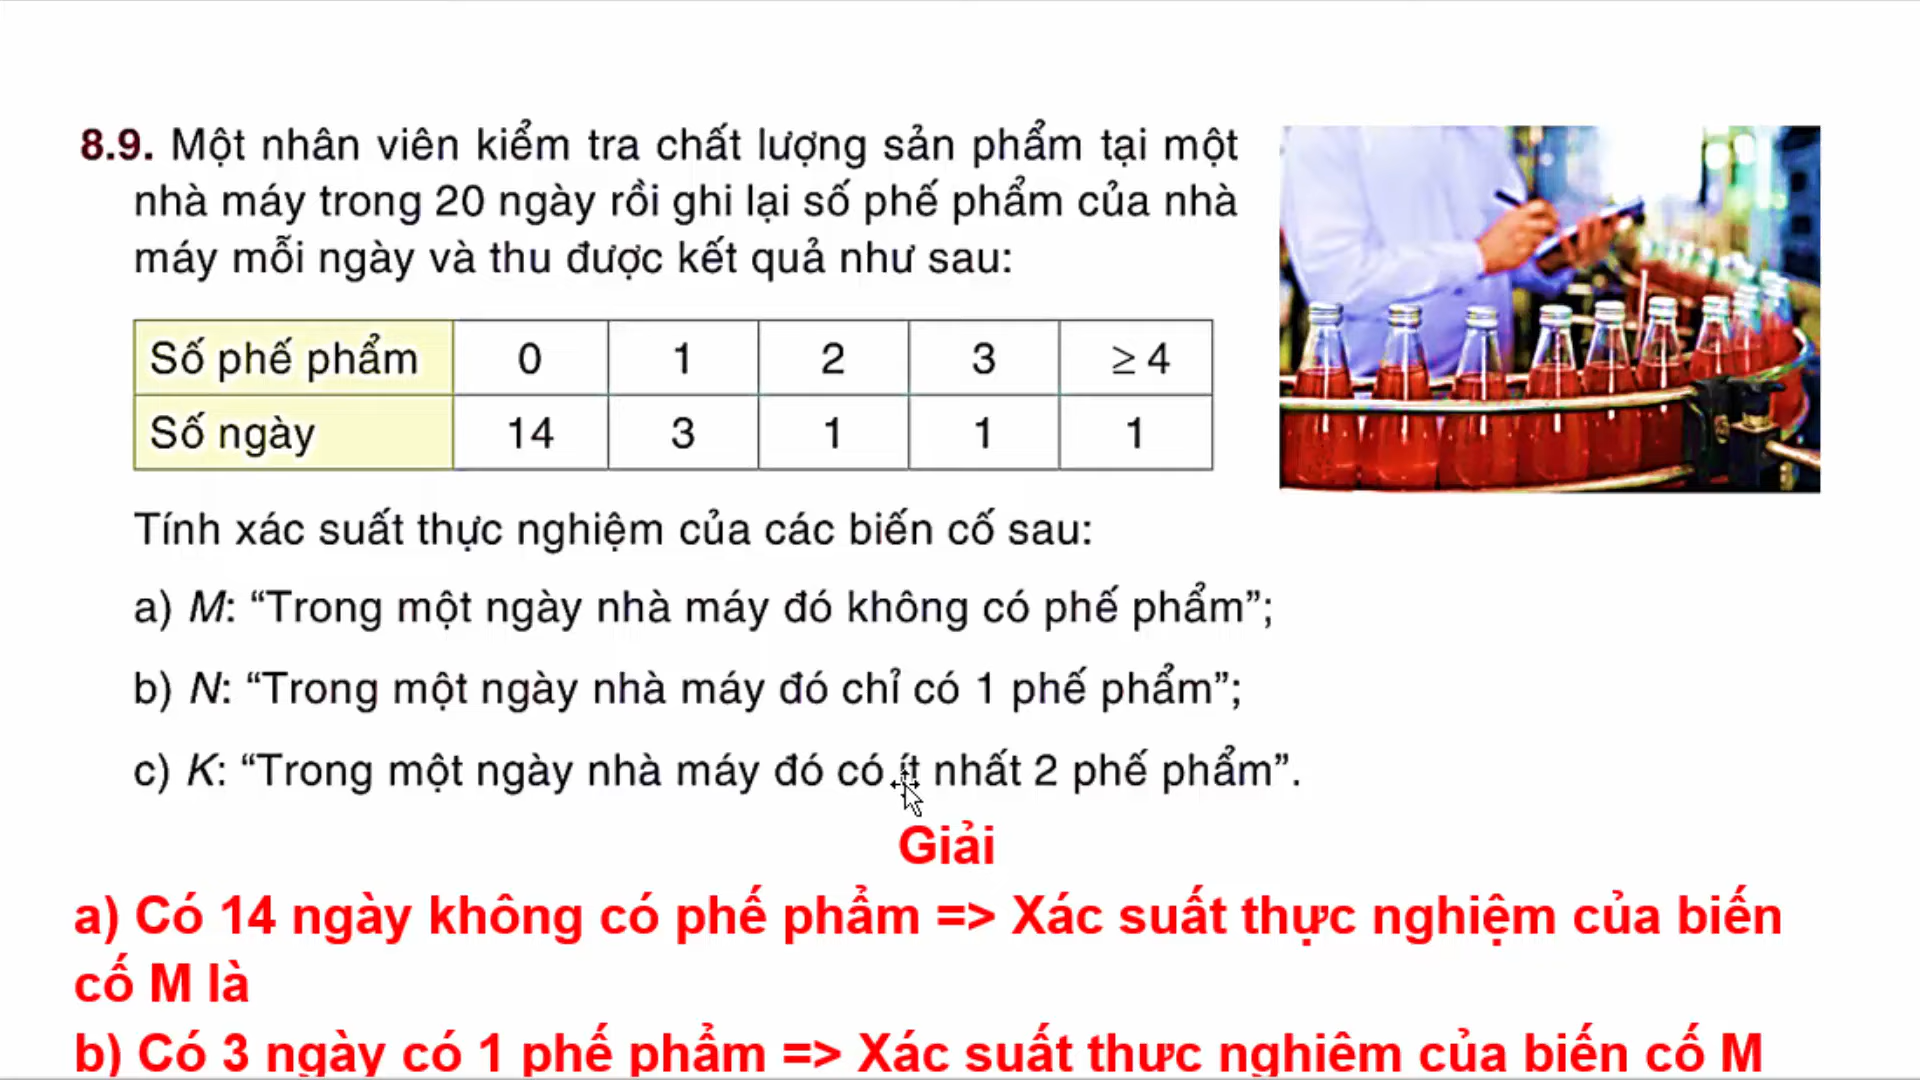 8.9. Một nhân viên kiểm tra chất lượng sản phẩm tại một
nhà máy trong 20 ngày rồi ghi lại số phế phẩm của nhà
máy mỗi ngày và thu được kết quả như sau:
Số phế phẩm 0 1 2 3 ≥ 4
Số ngày 14 3 1 1 1
Tính xác suất thực nghiệm của các biến cố sau:
a) M: “Trong một ngày nhà máy đó không có phế phẩm”;
b) N: “Trong một ngày nhà máy đó chỉ có 1 phế phẩm”;
c) K: “Trong một ngày nhà máy đó có ít nhất 2 phế phẩm”.
Giải
a) Có 14 ngày không có phế phẩm => Xác suất thực nghiệm của biến
cố M là
b) Có 3 ngày có 1 phế phẩm => Xác suất thực nghiệm của biến cố M